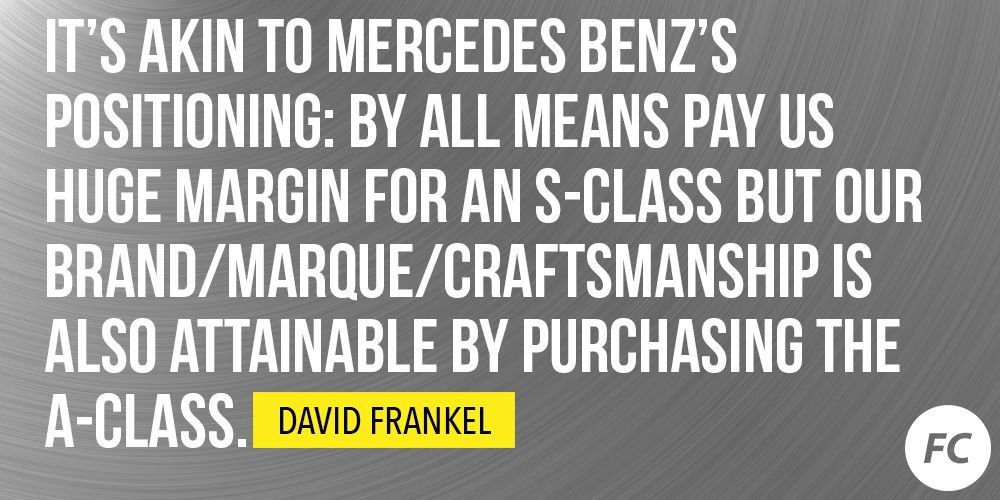 IT’S AKIN TO MERCEDES BENZ’S
POSITIONING: BY ALL MEANS PAY US
HUGE MARGIN FOR AN S-CLASS BUT OUR
BRAND/MARQUE/CRAFTSMANSHIP IS
ALSO ATTAINABLE BY PURCHASING THE
A-CLASS. DAVID FRANKEL
FC